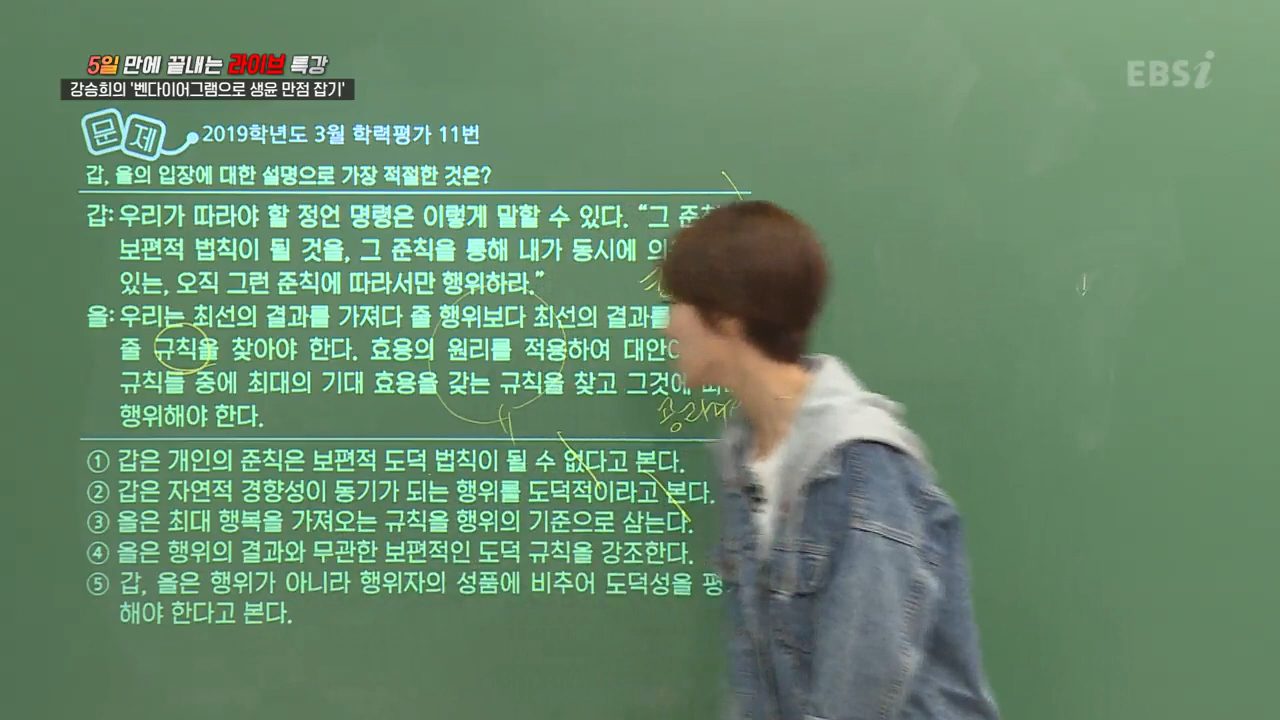 5일 만에 끝내는 라이브 특강
강승희의 '벤다이어그램으로 생윤 만점 잡기'
EBSi
문제 2019학년도 3월 학력평가 11번
갑, 을의 입장에 대한 설명으로 가장 적절한 것은?
갑: 우리가 따라야 할 정언 명령은 이렇게 말할 수 있다. "그
보편적 법칙이 될 것을, 그 준칙을 통해 내가 동시에
있는, 오직 그런 준칙에 따라서만 행위하라."
을: 우리는 최선의 결과를 가져다 줄 행위보다 최선의 결과를
줄 규칙을 찾아야 한다. 효용의 원리를 적용하여
규칙들 중에 최대의 기대 효용을 갖는 규칙을 찾고 그것에
행위해야 한다.
① 갑은 개인의 준칙은 보편적 도덕 법칙이 될 수 없다고 본다.
② 갑은 자연적 경향성이 동기가 되는 행위를 도덕적이라고 본다.
③ 을은 최대 행복을 가져오는 규칙을 행위의 기준으로 삼는다.
④ 을은 행위의 결과와 무관한 보편적인 도덕 규칙을 강조한다.
⑤ 갑, 을은 행위가 아니라 행위자의 성품에 비추어 도덕성을
해야 한다고 본다.